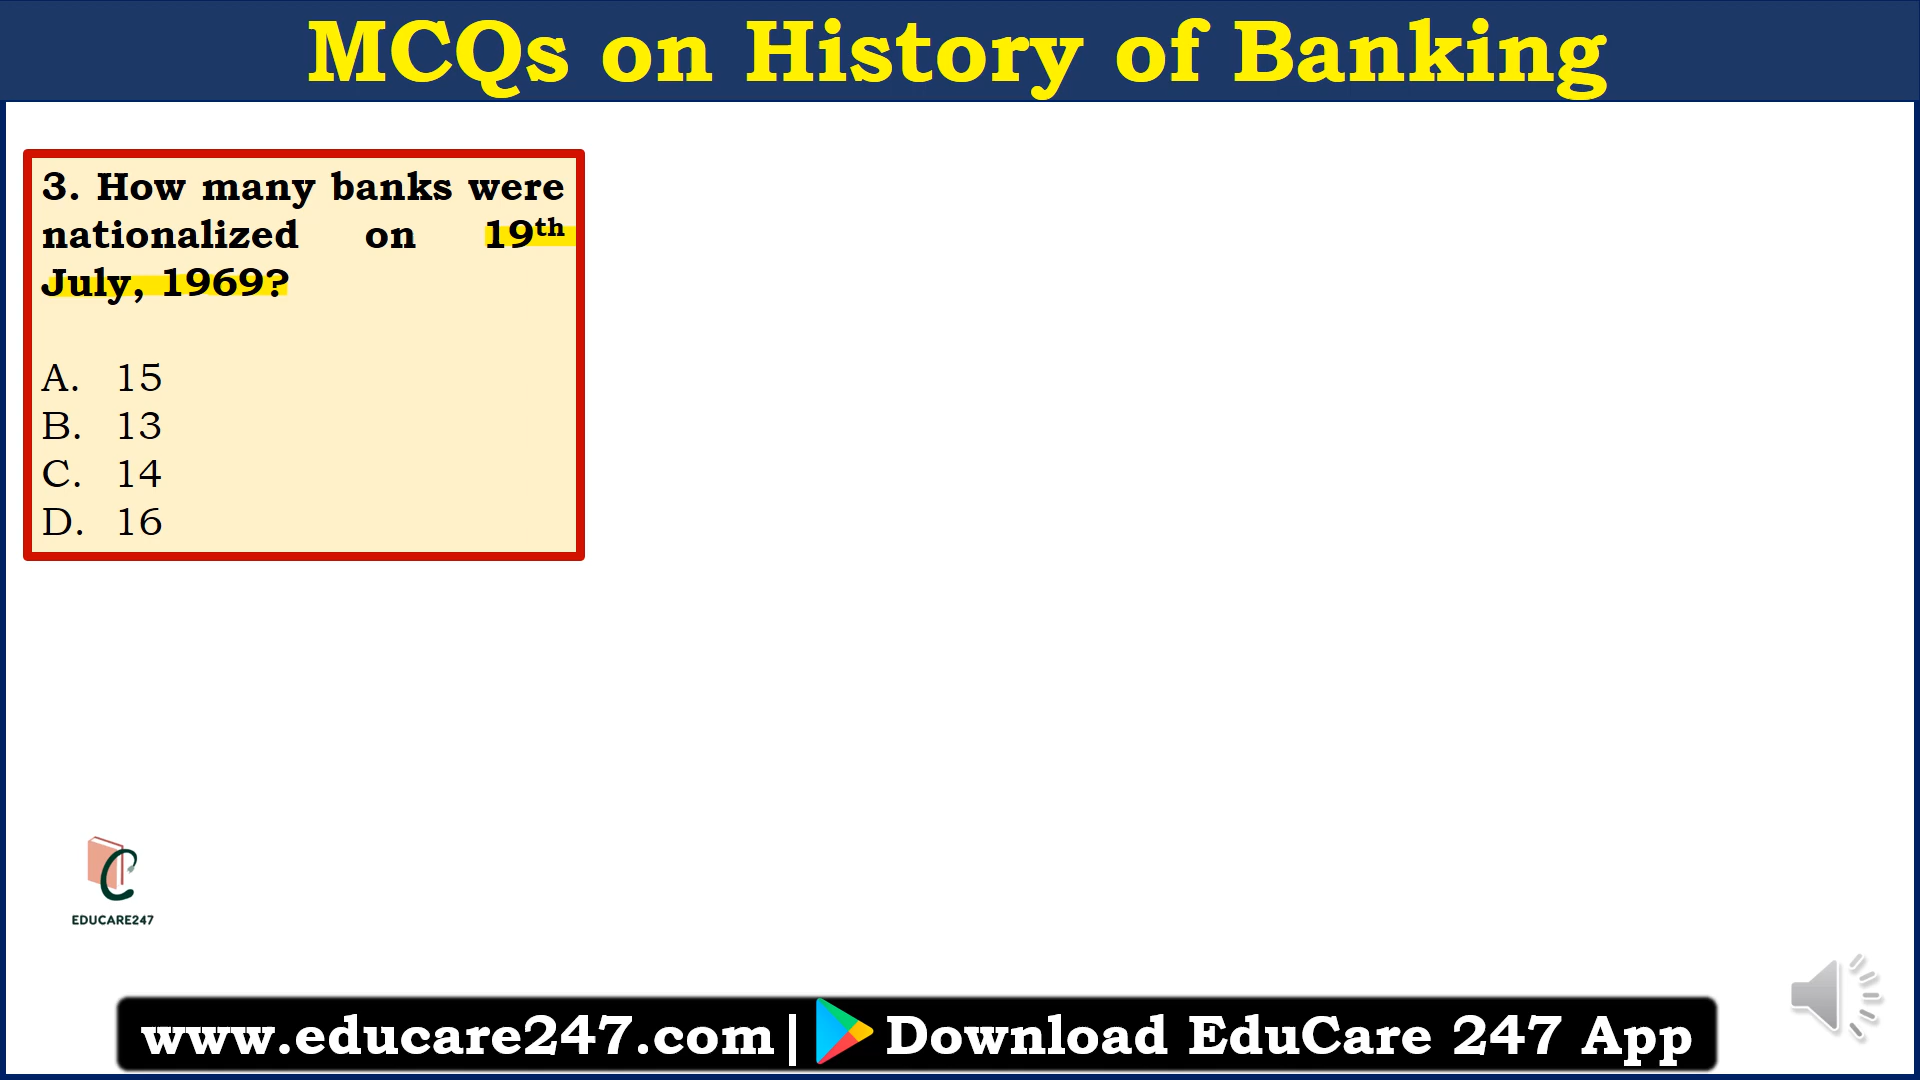 MCQs on History of Banking
3. How many banks were
nationalized on 19th
July, 1969?
A. 15
B. 13
C. 14
D. 16
EDUCARE247
www.educare247.com| Download EduCare 247 App